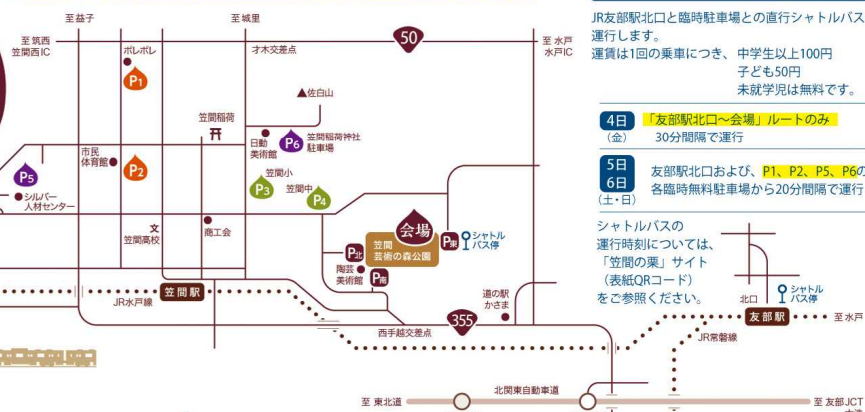 至益子
至城里
至筑西
笠間西IC
ポレポレ
P1
50
才木交差点
至水戸
水戸IC
▲佐白山
笠間稲荷
日動
美術館
P6
笠間稲荷神社
駐車場
市民
体育館
P2
P5
シルバー
人材センター
笠間小
P3
笠間中
P4
文
笠間高校
商工会
会場
笠間
芸術の森公園
P北
P東
シャトル
バス停
陶芸
美術館
P南
道の駅
かさま
笠間駅
JR水戸線
西手越交差点
355
至 東北道
北関東自動車道
至 友部JCT
JR友部駅北口と臨時駐車場との直行シャトルバス
運行します。
運賃は1回の乗車につき、中学生以上100円
子ども50円
未就学児は無料です。
4日
(金)
「友部駅北口〜会場」ルートのみ
30分間隔で運行
5日
6日
(土・日)
友部駅北口および、P1、P2、P5、P6の
各臨時無料駐車場から20分間隔で運行
シャトルバスの
運行時刻については、
「笠間の栗」サイト
(表紙QRコード)
をご参照ください。
北口
シャトル
バス停
友部駅
至水戸
JR常磐線